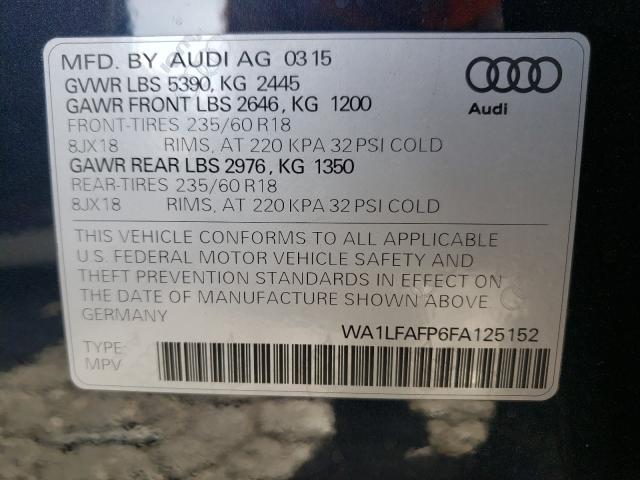 MFD. BY AUDI AG 03 15
GVWR LBS 5390, KG 2445
GAWR FRONT LBS 2646, KG 1200
FRONT-TIRES 235/60 R18
8JX18 RIMS, AT 220 KPA 32 PSI COLD
GAWR REAR LBS 2976, KG 1350
REAR-TIRES 235/60 R18
8JX18 RIMS, AT 220 KPA 32 PSI COLD
Audi
THIS VEHICLE CONFORMS TO ALL APPLICABLE
U.S. FEDERAL MOTOR VEHICLE SAFETY AND
THEFT PREVENTION STANDARDS IN EFFECT ON
THE DATE OF MANUFACTURE SHOWN ABOVE
GERMANY
WA1LFAFP6FA125152
TYPE:
MPV